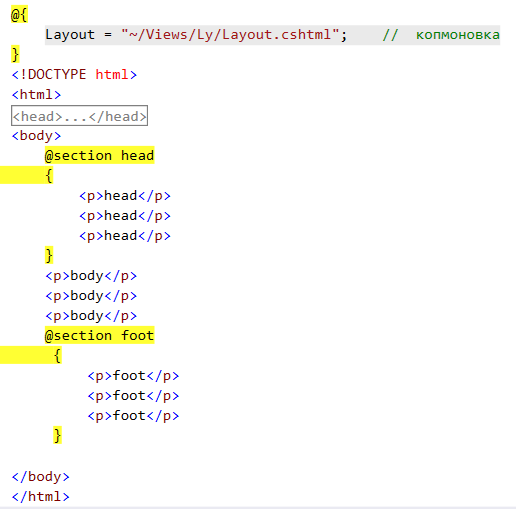 @{
    Layout = "~/Views/Ly/Layout.cshtml";    //  копмоновка
}
<!DOCTYPE html>
<html>
<head>...</head>
<body>
    @section head
    {
        <p>head</p>
        <p>head</p>
        <p>head</p>
    }
    <p>body</p>
    <p>body</p>
    <p>body</p>
    @section foot
     {
         <p>foot</p>
         <p>foot</p>
         <p>foot</p>
     }

</body>
</html>